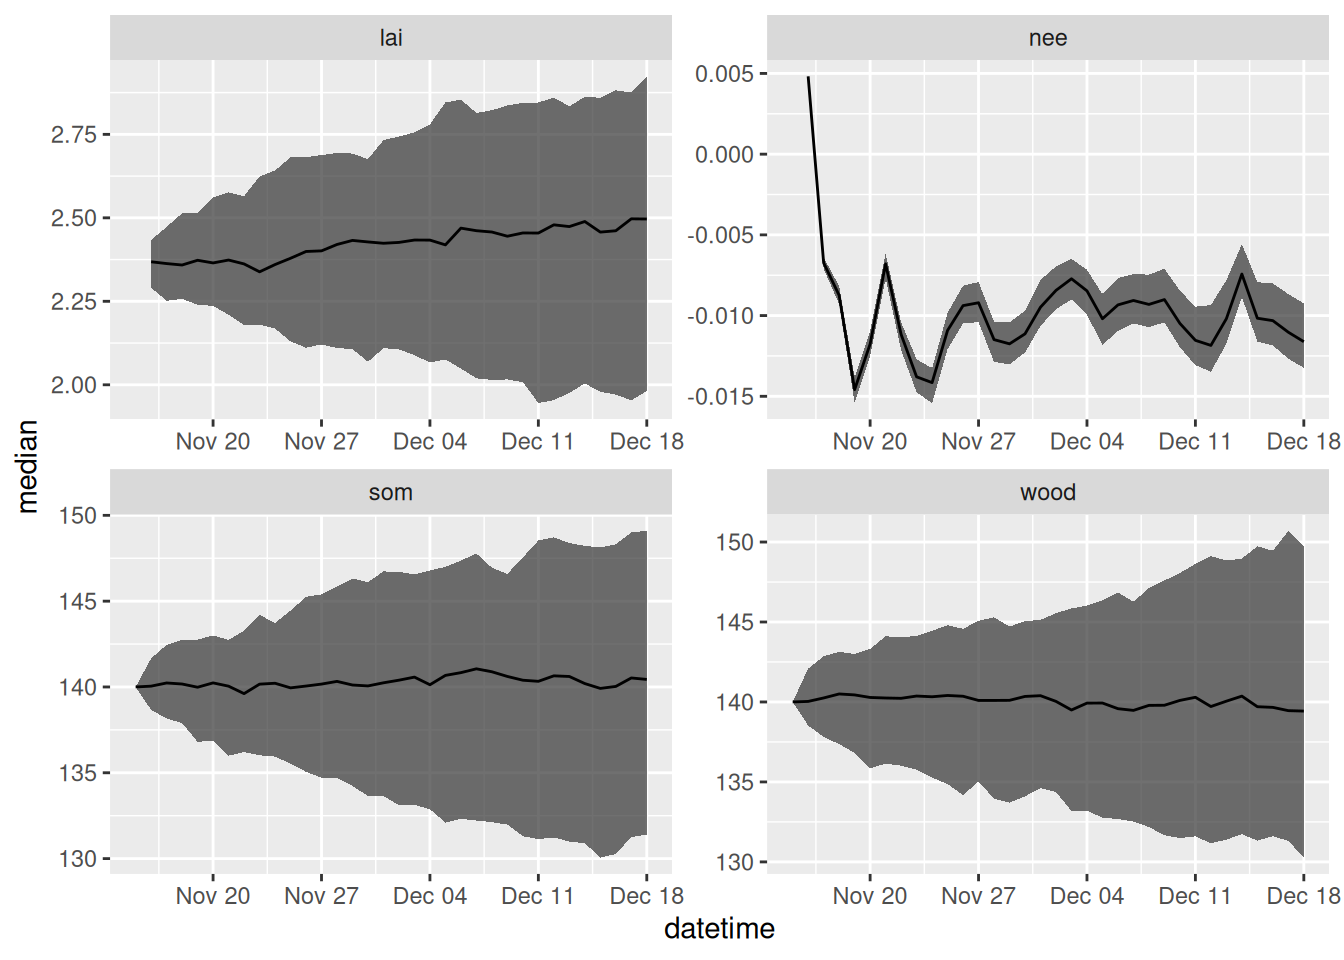 lai
nee
2.75
2.50
2.25
2.00
0.005
0.000
-0.005
-0.010
-0.015
Nov 20 Nov 27 Dec 04 Dec 11 Dec 18
Nov 20 Nov 27 Dec 04 Dec 11 Dec 18
median
som
wood
150
145
140
135
130
150
145
140
135
130
Nov 20 Nov 27 Dec 04 Dec 11 Dec 18
Nov 20 Nov 27 Dec 04 Dec 11 Dec 18
datetime